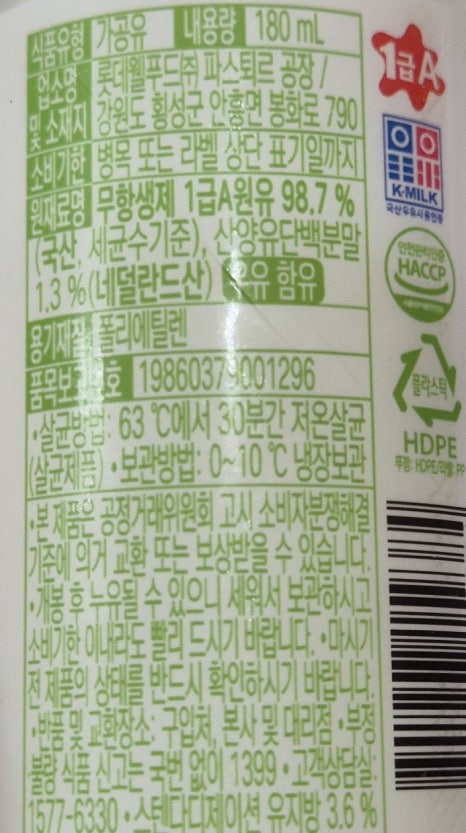 식품유형 가공유 내용량 180 mL
업소명 및 소재지 롯데웰푸드㈜ 파스퇴르 공장 /
강원도 횡성군 안흥면 봉화로 790
소비기한 병목 또는 라벨 상단 표기일까지
원재료명 무항생제 1급A원유 98.7 %
(국산, 세균수기준), 산양유단백분말
1.3 %(네덜란드산) 우유 함유
용기재질 폴리에틸렌
품목보고번호 19860379001296
•살균방법: 63 ℃에서 30분간 저온살균
(살균제품) •보관방법: 0~10 ℃ 냉장보관
•본 제품은 공정거래위원회 고시 소비자분쟁해결
기준에 의거 교환 또는 보상받을 수 있습니다.
•개봉 후 누유될 수 있으니 세워서 보관하시고
소비기한 이내라도 빨리 드시기 바랍니다. •마시기
전 제품의 상태를 반드시 확인하시기 바랍니다.
•반품 및 교환장소: 구입처, 본사 및 대리점 •부정·
불량 식품 신고는 국번 없이 1399 •고객상담실:
1577-6330 •스탠다디제이션 유지방 3.6 %
1급A
K-MILK
국산우유사용인증
안전관리인증
HACCP
플라스틱
HDPE
뚜껑: HDPE/라벨: PP